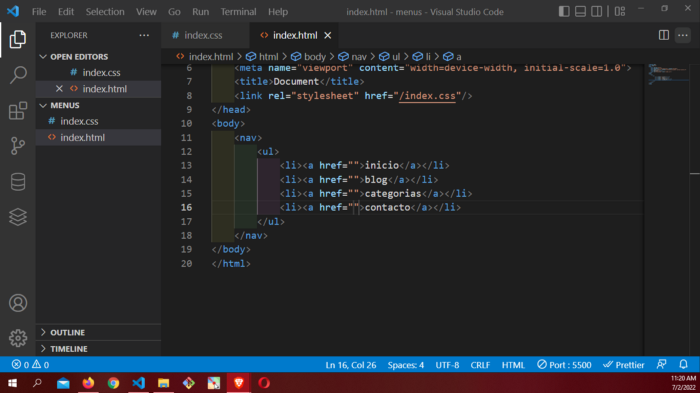 File Edit Selection View Go Run Terminal Help
index.html - menus - Visual Studio Code
EXPLORER
OPEN EDITORS
# index.css
index.html
MENUS
# index.css
index.html
OUTLINE
TIMELINE
# index.css
index.html
index.html > html > body > nav > ul > li > a
6 <meta name="viewport" content="width=device-width, initial-scale=1.0">
7 <title>Document</title>
8 <link rel="stylesheet" href="/index.css"/>
9 </head>
10 <body>
11 <nav>
12 <ul>
13 <li><a href="">inicio</a></li>
14 <li><a href="">blog</a></li>
15 <li><a href="">categorias</a></li>
16 <li><a href="">contacto</a></li>
17 </ul>
18 </nav>
19 </body>
20 </html>
0 0
Ln 16, Col 26 Spaces: 4 UTF-8 CRLF HTML Port : 5500 Prettier
11:20 AM
7/2/2022